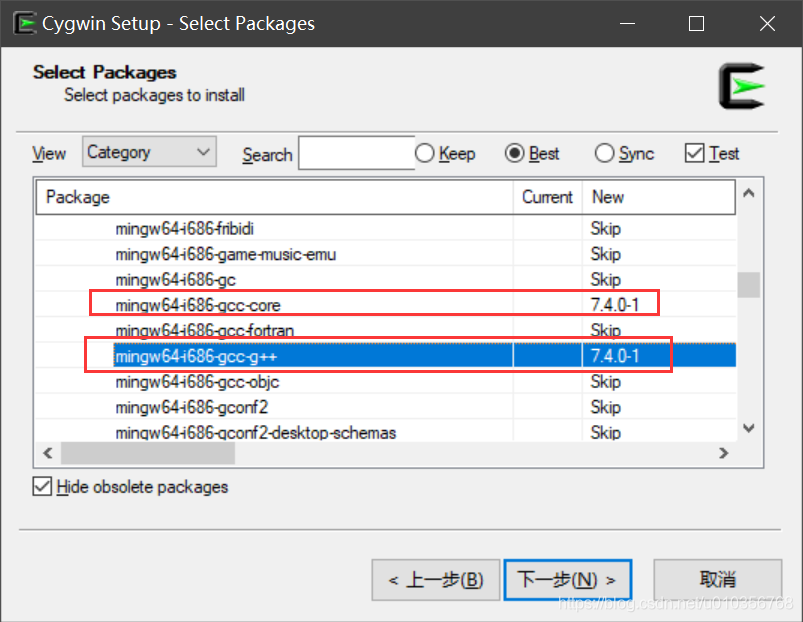 Cygwin Setup - Select Packages
Select Packages
Select packages to install
View Category Search Keep Best Sync Test
Package Current New
mingw64-i686-fribidi Skip
mingw64-i686-game-music-emu Skip
mingw64-i686-gc Skip
mingw64-i686-gcc-core 7.4.0-1
mingw64-i686-gcc-fortran Skip
mingw64-i686-gcc-g++ 7.4.0-1
mingw64-i686-gcc-objc Skip
mingw64-i686-gconf2 Skip
mingw64-i686-gconf2-desktop-schemas Skip
Hide obsolete packages
< 上一步(B) 下一步(N) > 取消
https://blog.csdn.net/u010356768